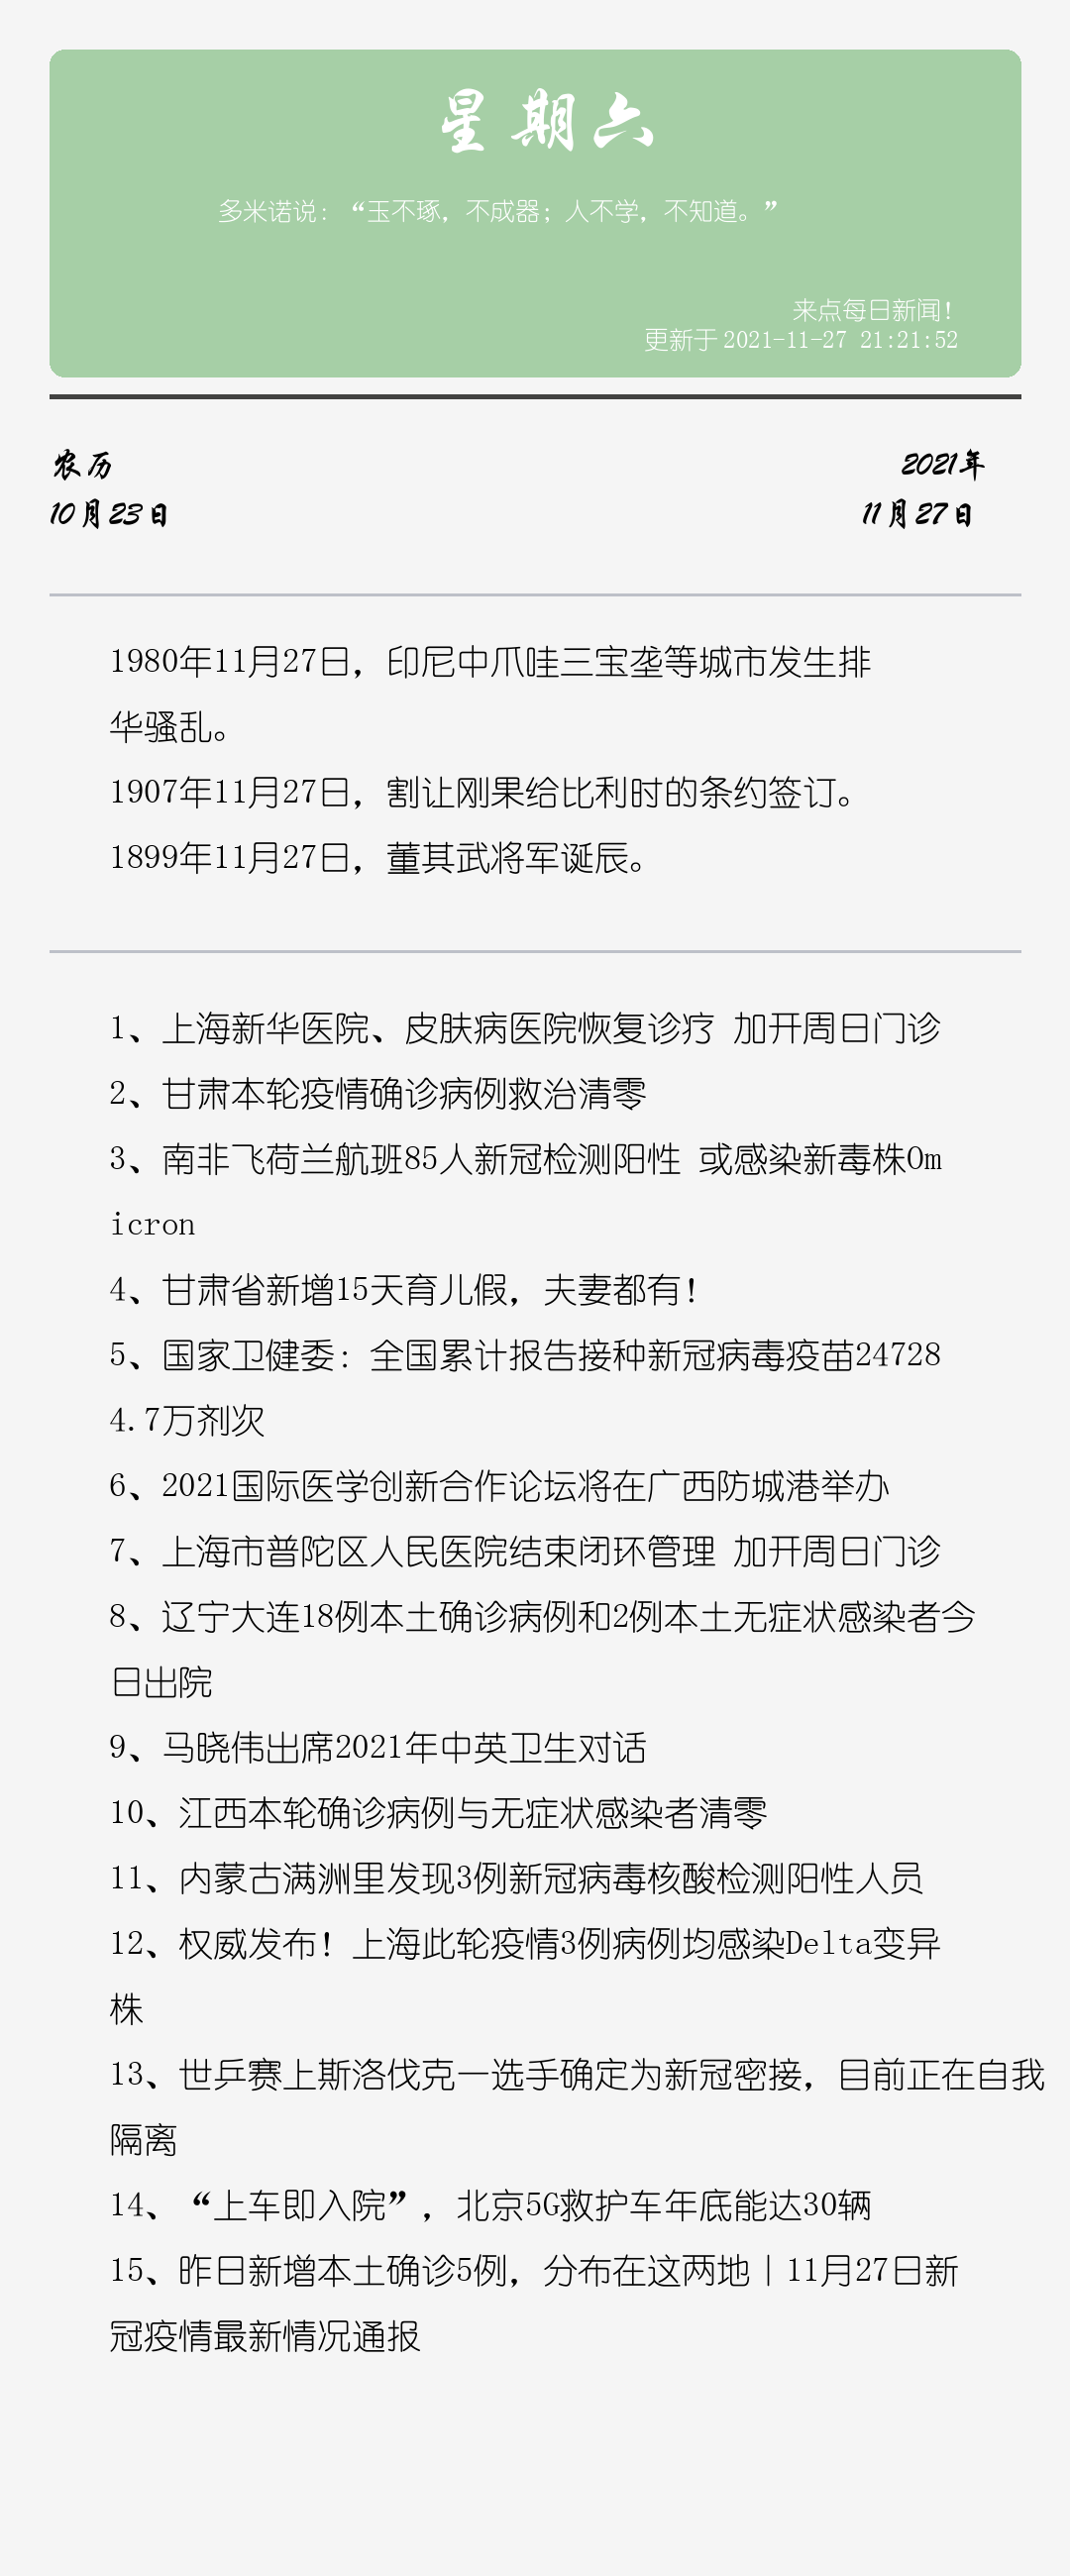 星期六
多米诺说：“玉不琢，不成器；人不学，不知道。”
来点每日新闻！
更新于 2021-11-27 21:21:52
农历
10月23日
2021年
11月27日
1980年11月27日，印尼中爪哇三宝垄等城市发生排
华骚乱。
1907年11月27日，割让刚果给比利时的条约签订。
1899年11月27日，董其武将军诞辰。
1、上海新华医院、皮肤病医院恢复诊疗 加开周日门诊
2、甘肃本轮疫情确诊病例救治清零
3、南非飞荷兰航班85人新冠检测阳性 或感染新毒株Om
icron
4、甘肃省新增15天育儿假，夫妻都有！
5、国家卫健委：全国累计报告接种新冠病毒疫苗24728
4.7万剂次
6、2021国际医学创新合作论坛将在广西防城港举办
7、上海市普陀区人民医院结束闭环管理 加开周日门诊
8、辽宁大连18例本土确诊病例和2例本土无症状感染者今
日出院
9、马晓伟出席2021年中英卫生对话
10、江西本轮确诊病例与无症状感染者清零
11、内蒙古满洲里发现3例新冠病毒核酸检测阳性人员
12、权威发布！上海此轮疫情3例病例均感染Delta变异
株
13、世乒赛上斯洛伐克一选手确定为新冠密接，目前正在自我
隔离
14、“上车即入院”，北京5G救护车年底能达30辆
15、昨日新增本土确诊5例，分布在这两地｜11月27日新
冠疫情最新情况通报